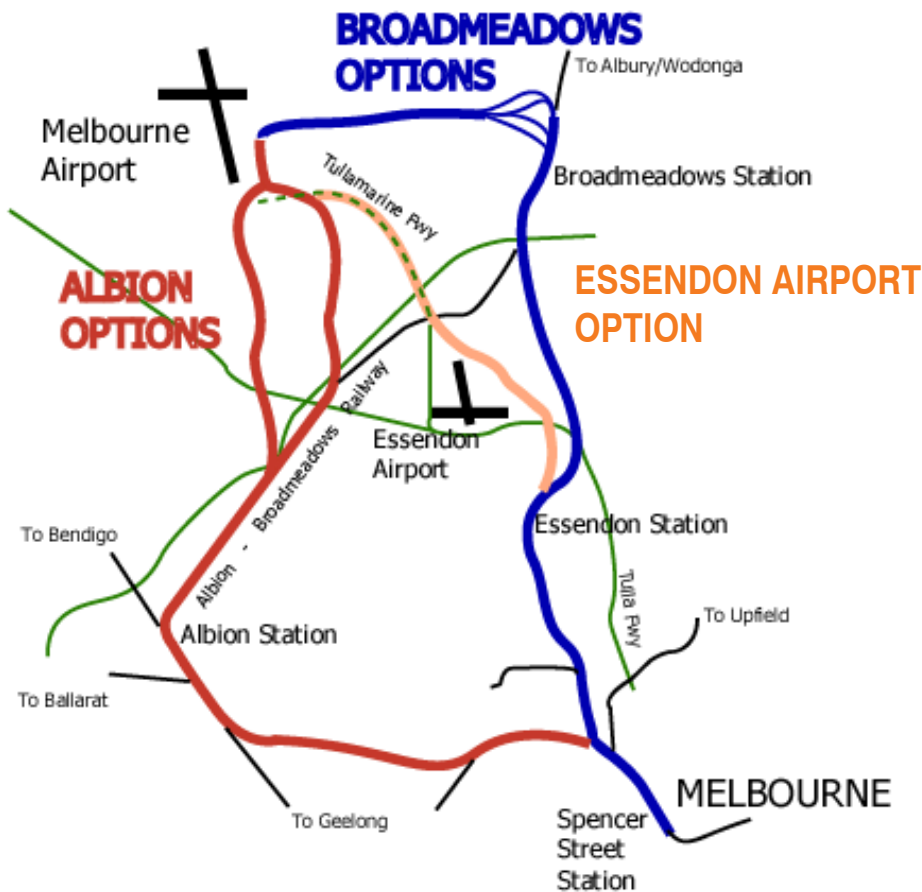 BROADMEADOWS
OPTIONS
To Albury/Wodonga
Melbourne
Airport
Tullamarine Fwy
Broadmeadows Station
ALBION
OPTIONS
ESSENDON AIRPORT
OPTION
Albion - Broadmeadows Railway
Essendon
Airport
Essendon Station
To Bendigo
Tulla Fwy
Albion Station
To Upfield
To Ballarat
To Geelong
MELBOURNE
Spencer
Street
Station